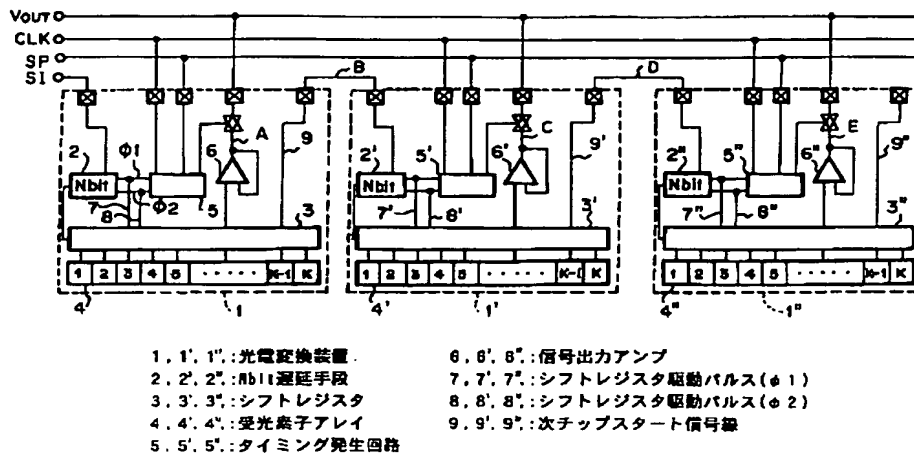 VOUT
CLK
SP
SI
B
D
A
C
E
2
Φ1
6
9
2'
5'
6'
9'
2"
5"
6"
9"
Nbit
Φ2
5
Nbit
Nbit
7
8
3
7'
8'
3'
7"
8"
3"
1 2 3 4 5 ‥‥‥ K-1 K
1 2 3 4 5 ‥‥‥ K-1 K
1 2 3 4 5 ‥‥‥ K-1 K
4
1
4'
1'
4"
1"
1,1',1",:光電変換装置
2,2',2",:Nbit遅延手段
3,3',3",:シフトレジスタ
4,4',4",:受光素子アレイ
5,5',5",:タイミング発生回路
6,6',6",:信号出力アンプ
7,7',7",:シフトレジスタ駆動パルス(φ1)
8,8',8",:シフトレジスタ駆動パルス(φ2)
9,9',9",:次チップスタート信号線